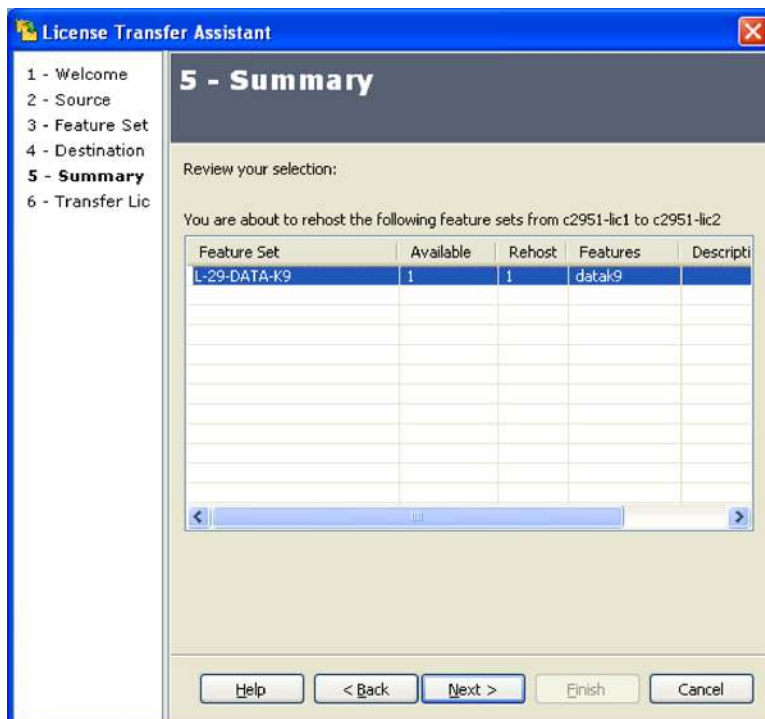 License Transfer Assistant
1 - Welcome
2 - Source
3 - Feature Set
4 - Destination
5 - Summary
6 - Transfer Lic
5 - Summary
Review your selection:
You are about to rehost the following feature sets from c2951-lic1 to c2951-lic2
Feature Set Available Rehost Features Descripti
L-29-DATA-K9 1 1 datak9
Help < Back Next > Finish Cancel